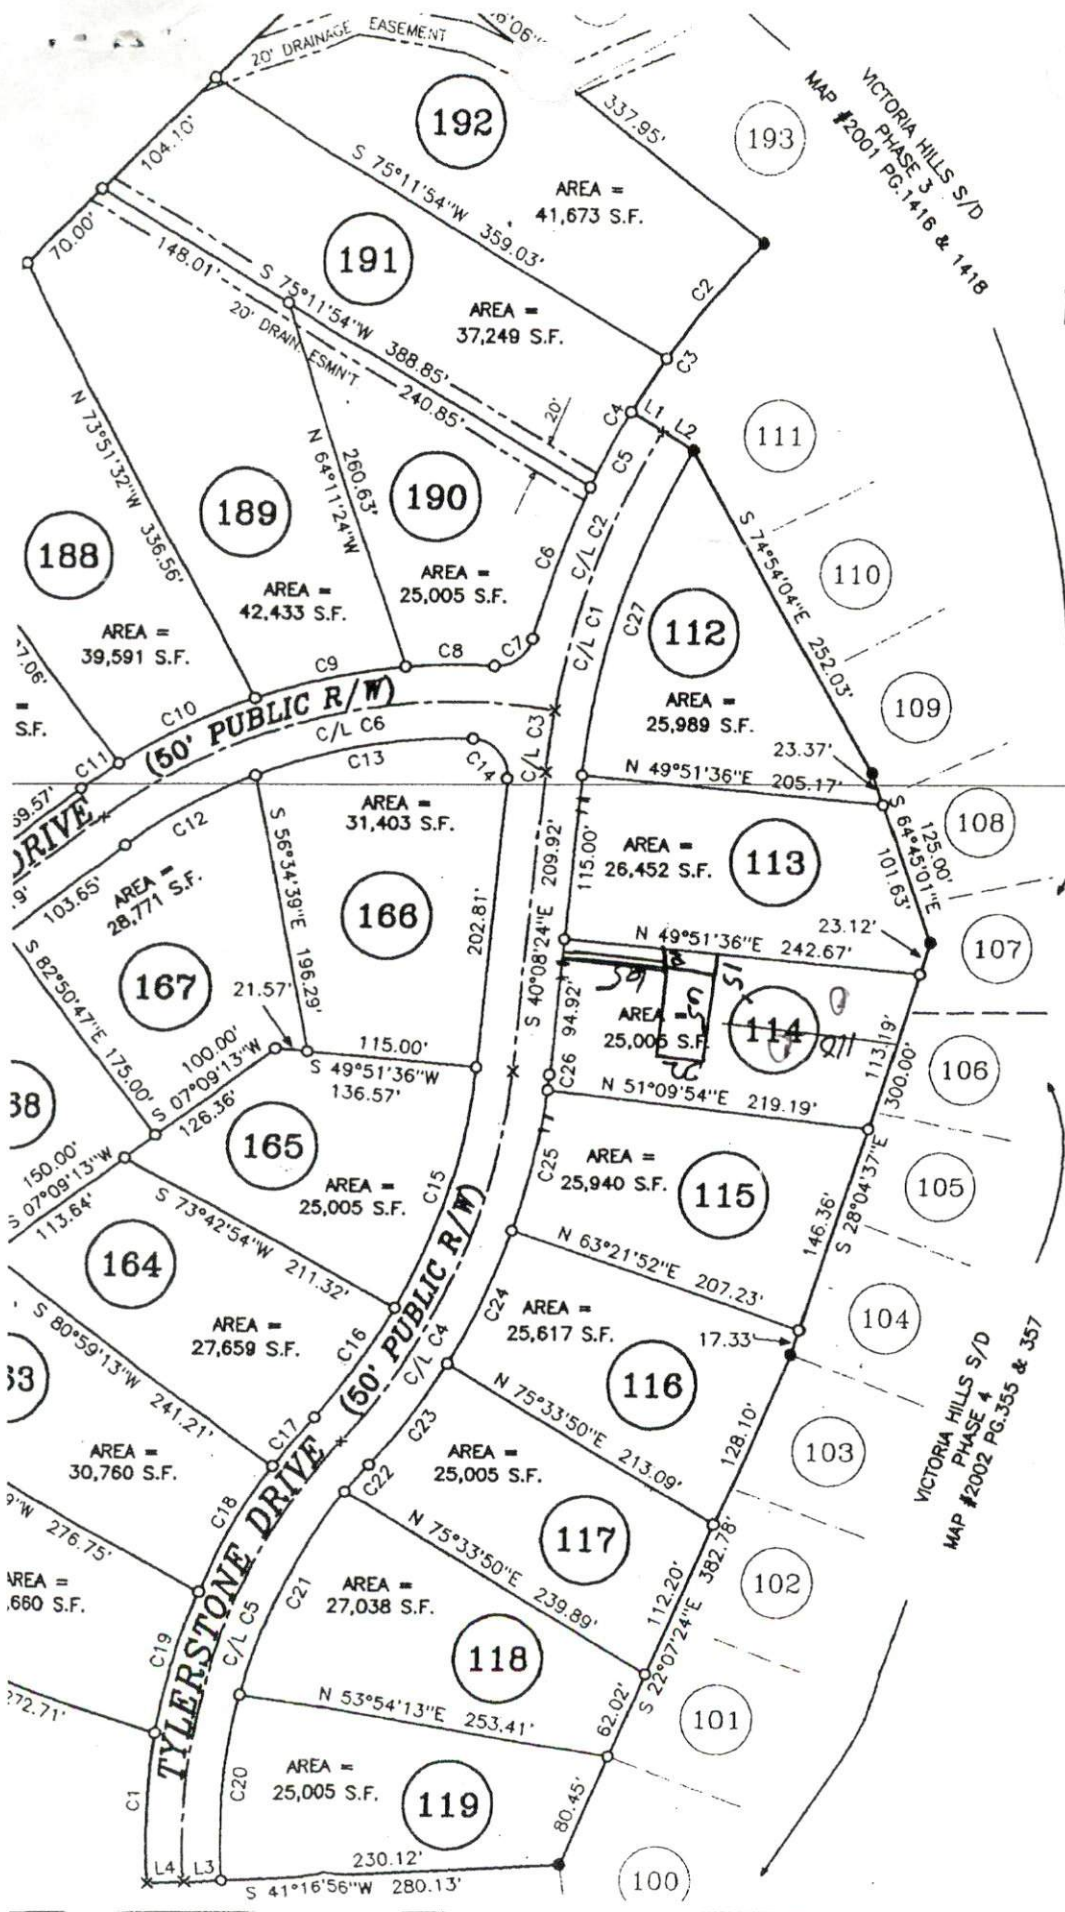 20' DRAINAGE EASEMENT
6'06"
192
337.95'
193
VICTORIA HILLS S/D
PHASE 3
MAP #2001 PG.1416 & 1418
104.10'
S 75°11'54"W 359.03'
AREA =
41,673 S.F.
70.00'
191
148.01'
S 75°11'54"W 388.85'
20' DRAIN. ESMN'T.
240.85'
AREA =
37,249 S.F.
C2
C3
20'
C4
L1
L2
C5
111
N 73°51'32"W 336.56'
N 64°11'24"W
260.63'
190
189
188
C/L C2
C6
S 74°54'04"E 252.03'
110
AREA =
25,005 S.F.
AREA =
42,433 S.F.
AREA =
39,591 S.F.
7.06'
=
S.F.
C27
112
C7
C8
C9
C/L C1
109
C10
(50' PUBLIC R/W)
C/L C6
C/L C3
AREA =
25,989 S.F.
23.37'
C11
C13
C14
N 49°51'36"E 205.17'
59.57'
DRIVE
C12
AREA =
31,403 S.F.
108
S 64°45'01"E
125.00'
101.63'
.9'
103.65'
AREA =
28,771 S.F.
S 56°34'39"E 196.29'
166
202.81'
S 40°08'24"E 209.92'
115.00'
AREA =
26,452 S.F.
113
23.12'
107
N 49°51'36"E 242.67'
S 82°50'47"E 175.00'
167
21.57'
94.92'
105
15'
AREA =
25,005 S.F.
65
22
114
118
113.19'
300.00'
106
100.00'
S 07°09'13"W
126.36'
115.00'
S 49°51'36"W
136.57'
C26
N 51°09'54"E 219.19'
38
165
150.00'
S 07°09'13"W
113.64'
S 73°42'54"W 211.32'
AREA =
25,005 S.F.
C15
C25
AREA =
25,940 S.F.
115
146.36'
S 28°04'37"E
105
N 63°21'52"E 207.23'
164
104
C24
AREA =
25,617 S.F.
17.33'
S 80°59'13"W 241.21'
AREA =
27,659 S.F.
C16
(50' PUBLIC R/W)
C/L C4
63
116
N 75°33'50"E 213.09'
128.10'
103
VICTORIA HILLS S/D
PHASE 4
MAP #2002 PG.355 & 357
C17
C23
AREA =
30,760 S.F.
AREA =
25,005 S.F.
C22
9"W 276.75'
C18
117
N 75°33'50"E 239.89'
112.20'
382.78'
102
AREA =
,660 S.F.
C21
AREA =
27,038 S.F.
TYLERSTONE DRIVE
C19
C/L C5
118
S 22°07'24"E
62.02'
101
272.71'
N 53°54'13"E 253.41'
C20
AREA =
25,005 S.F.
119
80.45'
C1
L4
L3
230.12'
S 41°16'56"W 280.13'
100